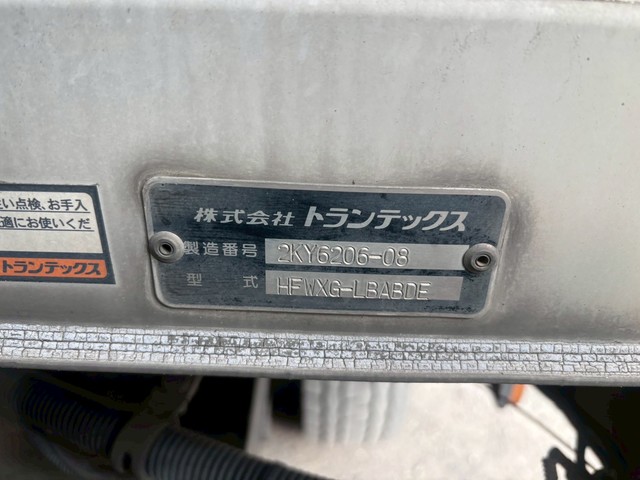 い点検、お手入
適にお使いくだ
トランテックス
株式会社 トランテックス
製造番号 2KY6206-08
型式 HFWXG-LBABDE